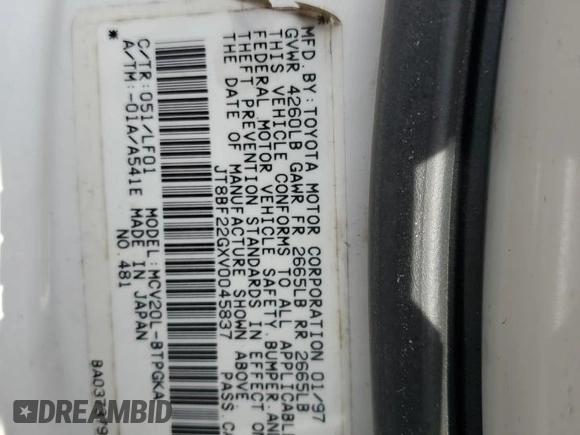 MFD. BY: TOYOTA MOTOR CORPORATION 01/97
GVWR 4260LB GAWR FR 2665LB RR 2665LB
THIS VEHICLE CONFORMS TO ALL APPLICABLE
FEDERAL MOTOR VEHICLE SAFETY, BUMPER, AND
THEFT PREVENTION STANDARDS IN EFFECT ON
THE DATE OF MANUFACTURE SHOWN ABOVE.
JT8BF22GXV0045837 PASS.CA
*
C/TR:051/LF01 MODEL:MCV20L-BTPGKA
A/TM:-01A/A541E MADE IN JAPAN
NO.481
DREAMBID